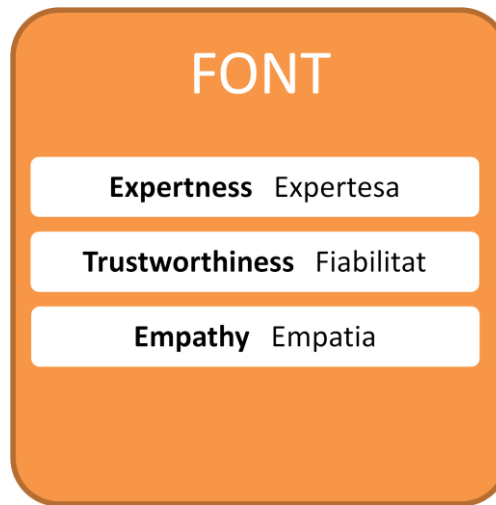 FONT
Expertness Expertesa
Trustworthiness Fiabilitat
Empathy Empatia